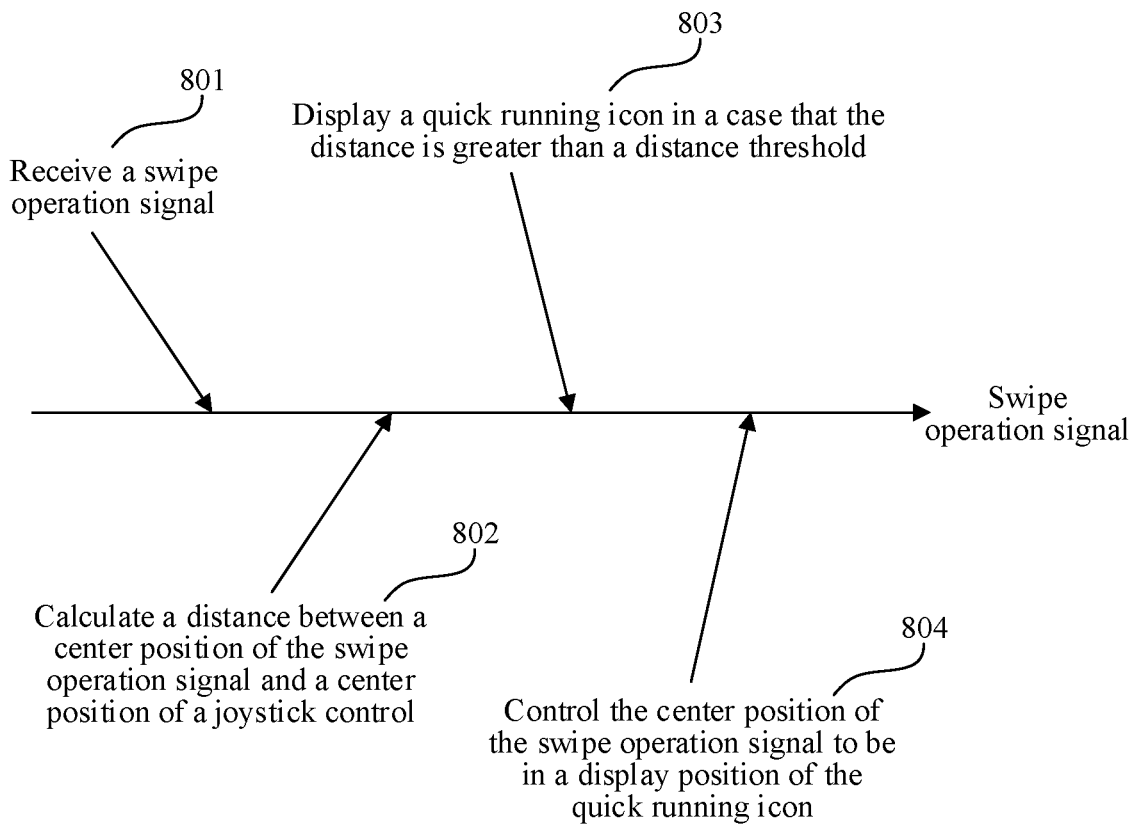 801
Receive a swipe
operation signal
803
Display a quick running icon in a case that the
distance is greater than a distance threshold
Swipe
operation signal
802
Calculate a distance between a
center position of the swipe
operation signal and a center
position of a joystick control
804
Control the center position of
the swipe operation signal to be
in a display position of the
quick running icon